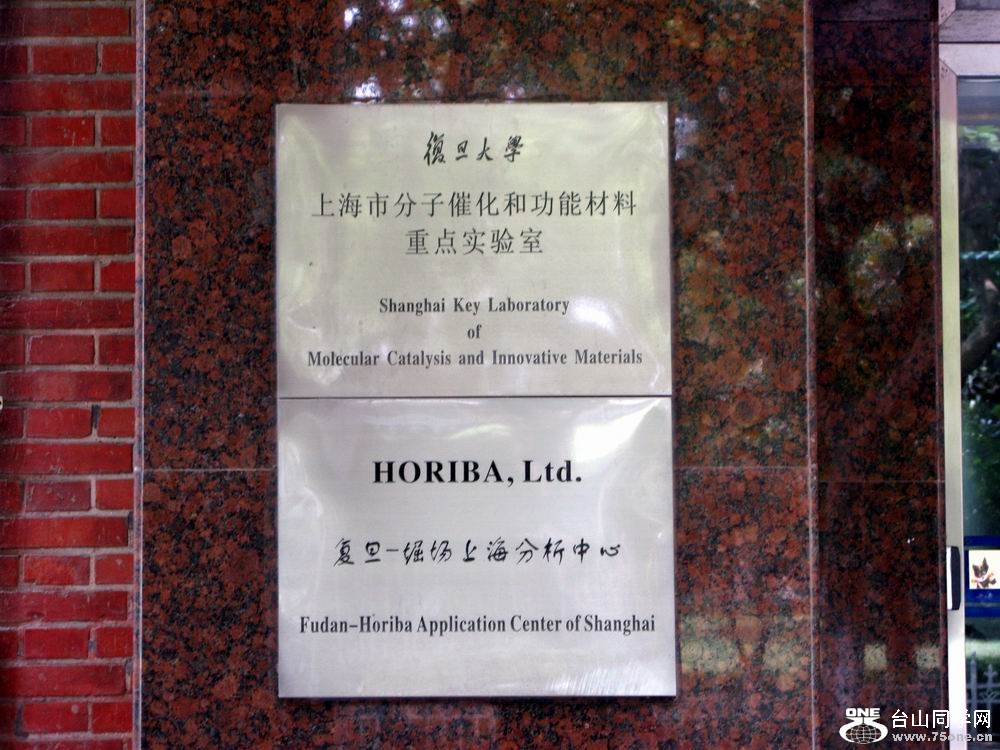 復旦大學
上海市分子催化和功能材料
重点实验室
Shanghai Key Laboratory
of
Molecular Catalysis and Innovative Materials
HORIBA, Ltd.
复旦-堀场上海分析中心
Fudan-Horiba Application Center of Shanghai
ONE
台山同学网
www.75one.cn